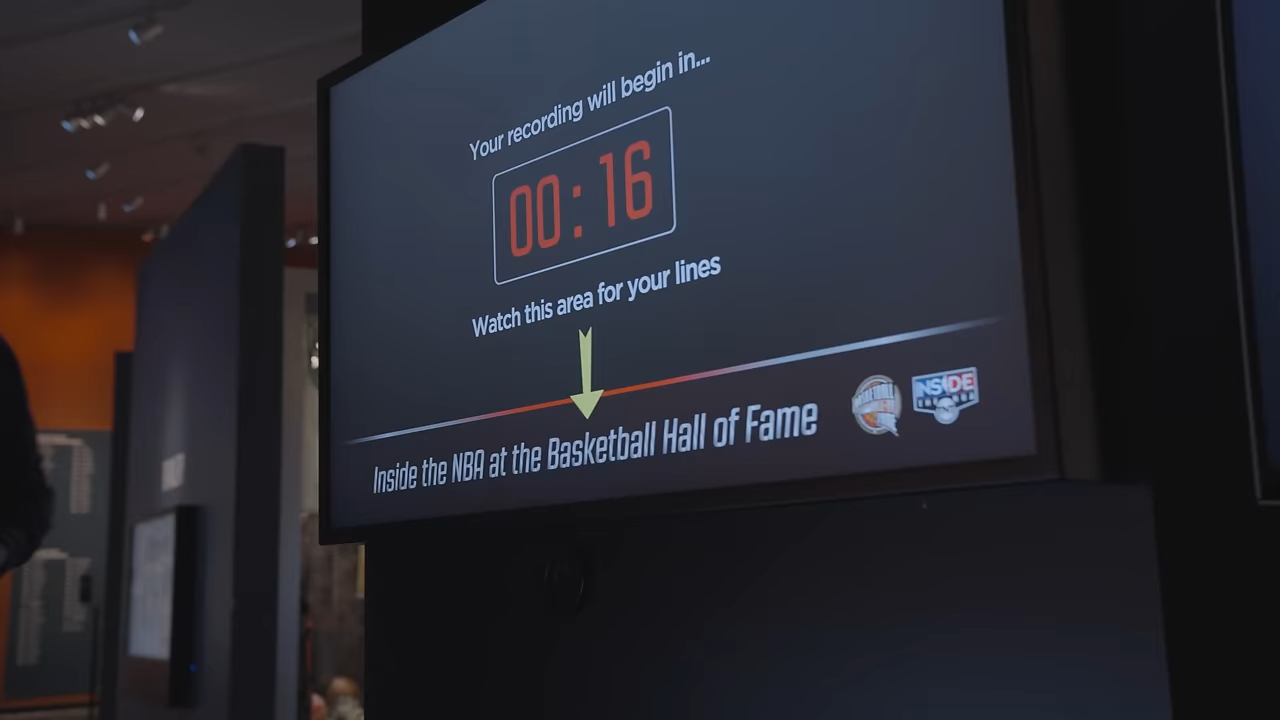 Your recording will begin in...
00:16
Watch this area for your lines
Inside the NBA at the Basketball Hall of Fame
INSIDE